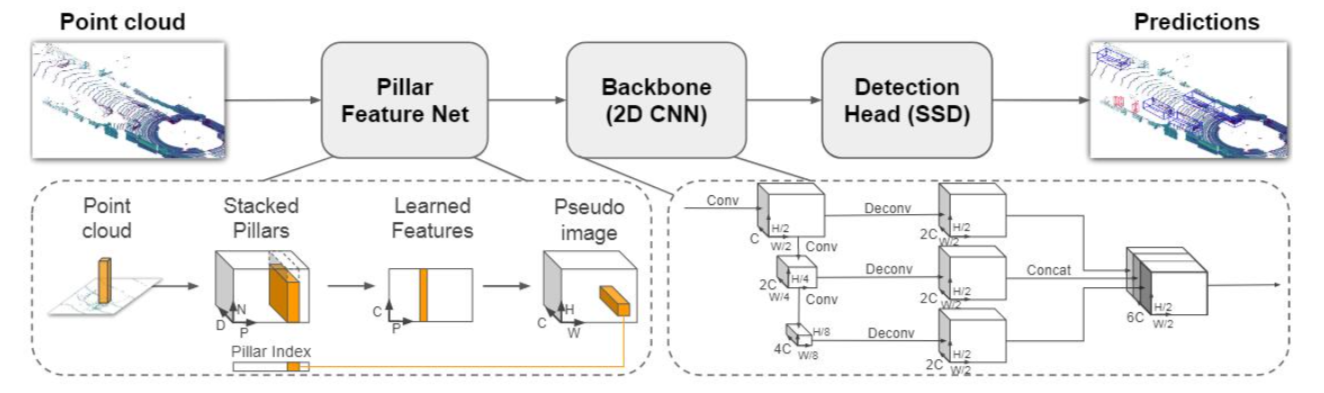 Point cloud
Predictions
Pillar
Feature Net
Backbone
(2D CNN)
Detection
Head (SSD)
Point
cloud
Stacked
Pillars
Learned
Features
Pseudo
image
D
N
P
C
P
C
H
W
Pillar Index
Conv
C
H/2
W/2
Conv
2C
H/4
W/4
Conv
4C
H/8
W/8
Deconv
2C
H/2
W/2
Deconv
2C
H/2
W/2
Deconv
2C
H/2
W/2
Concat
6C
H/2
W/2